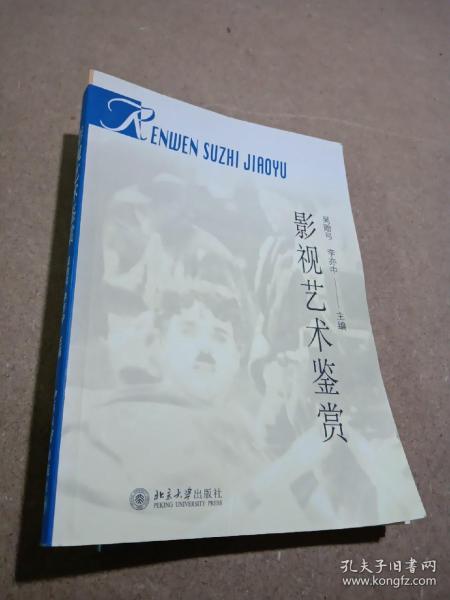 RENWEN SUZHI JIAOYU
吴贻弓 李亦中——主编
影视艺术鉴赏
北京大学出版社
PEKING UNIVERSITY PRESS
孔夫子旧书网
www.kongfz.com